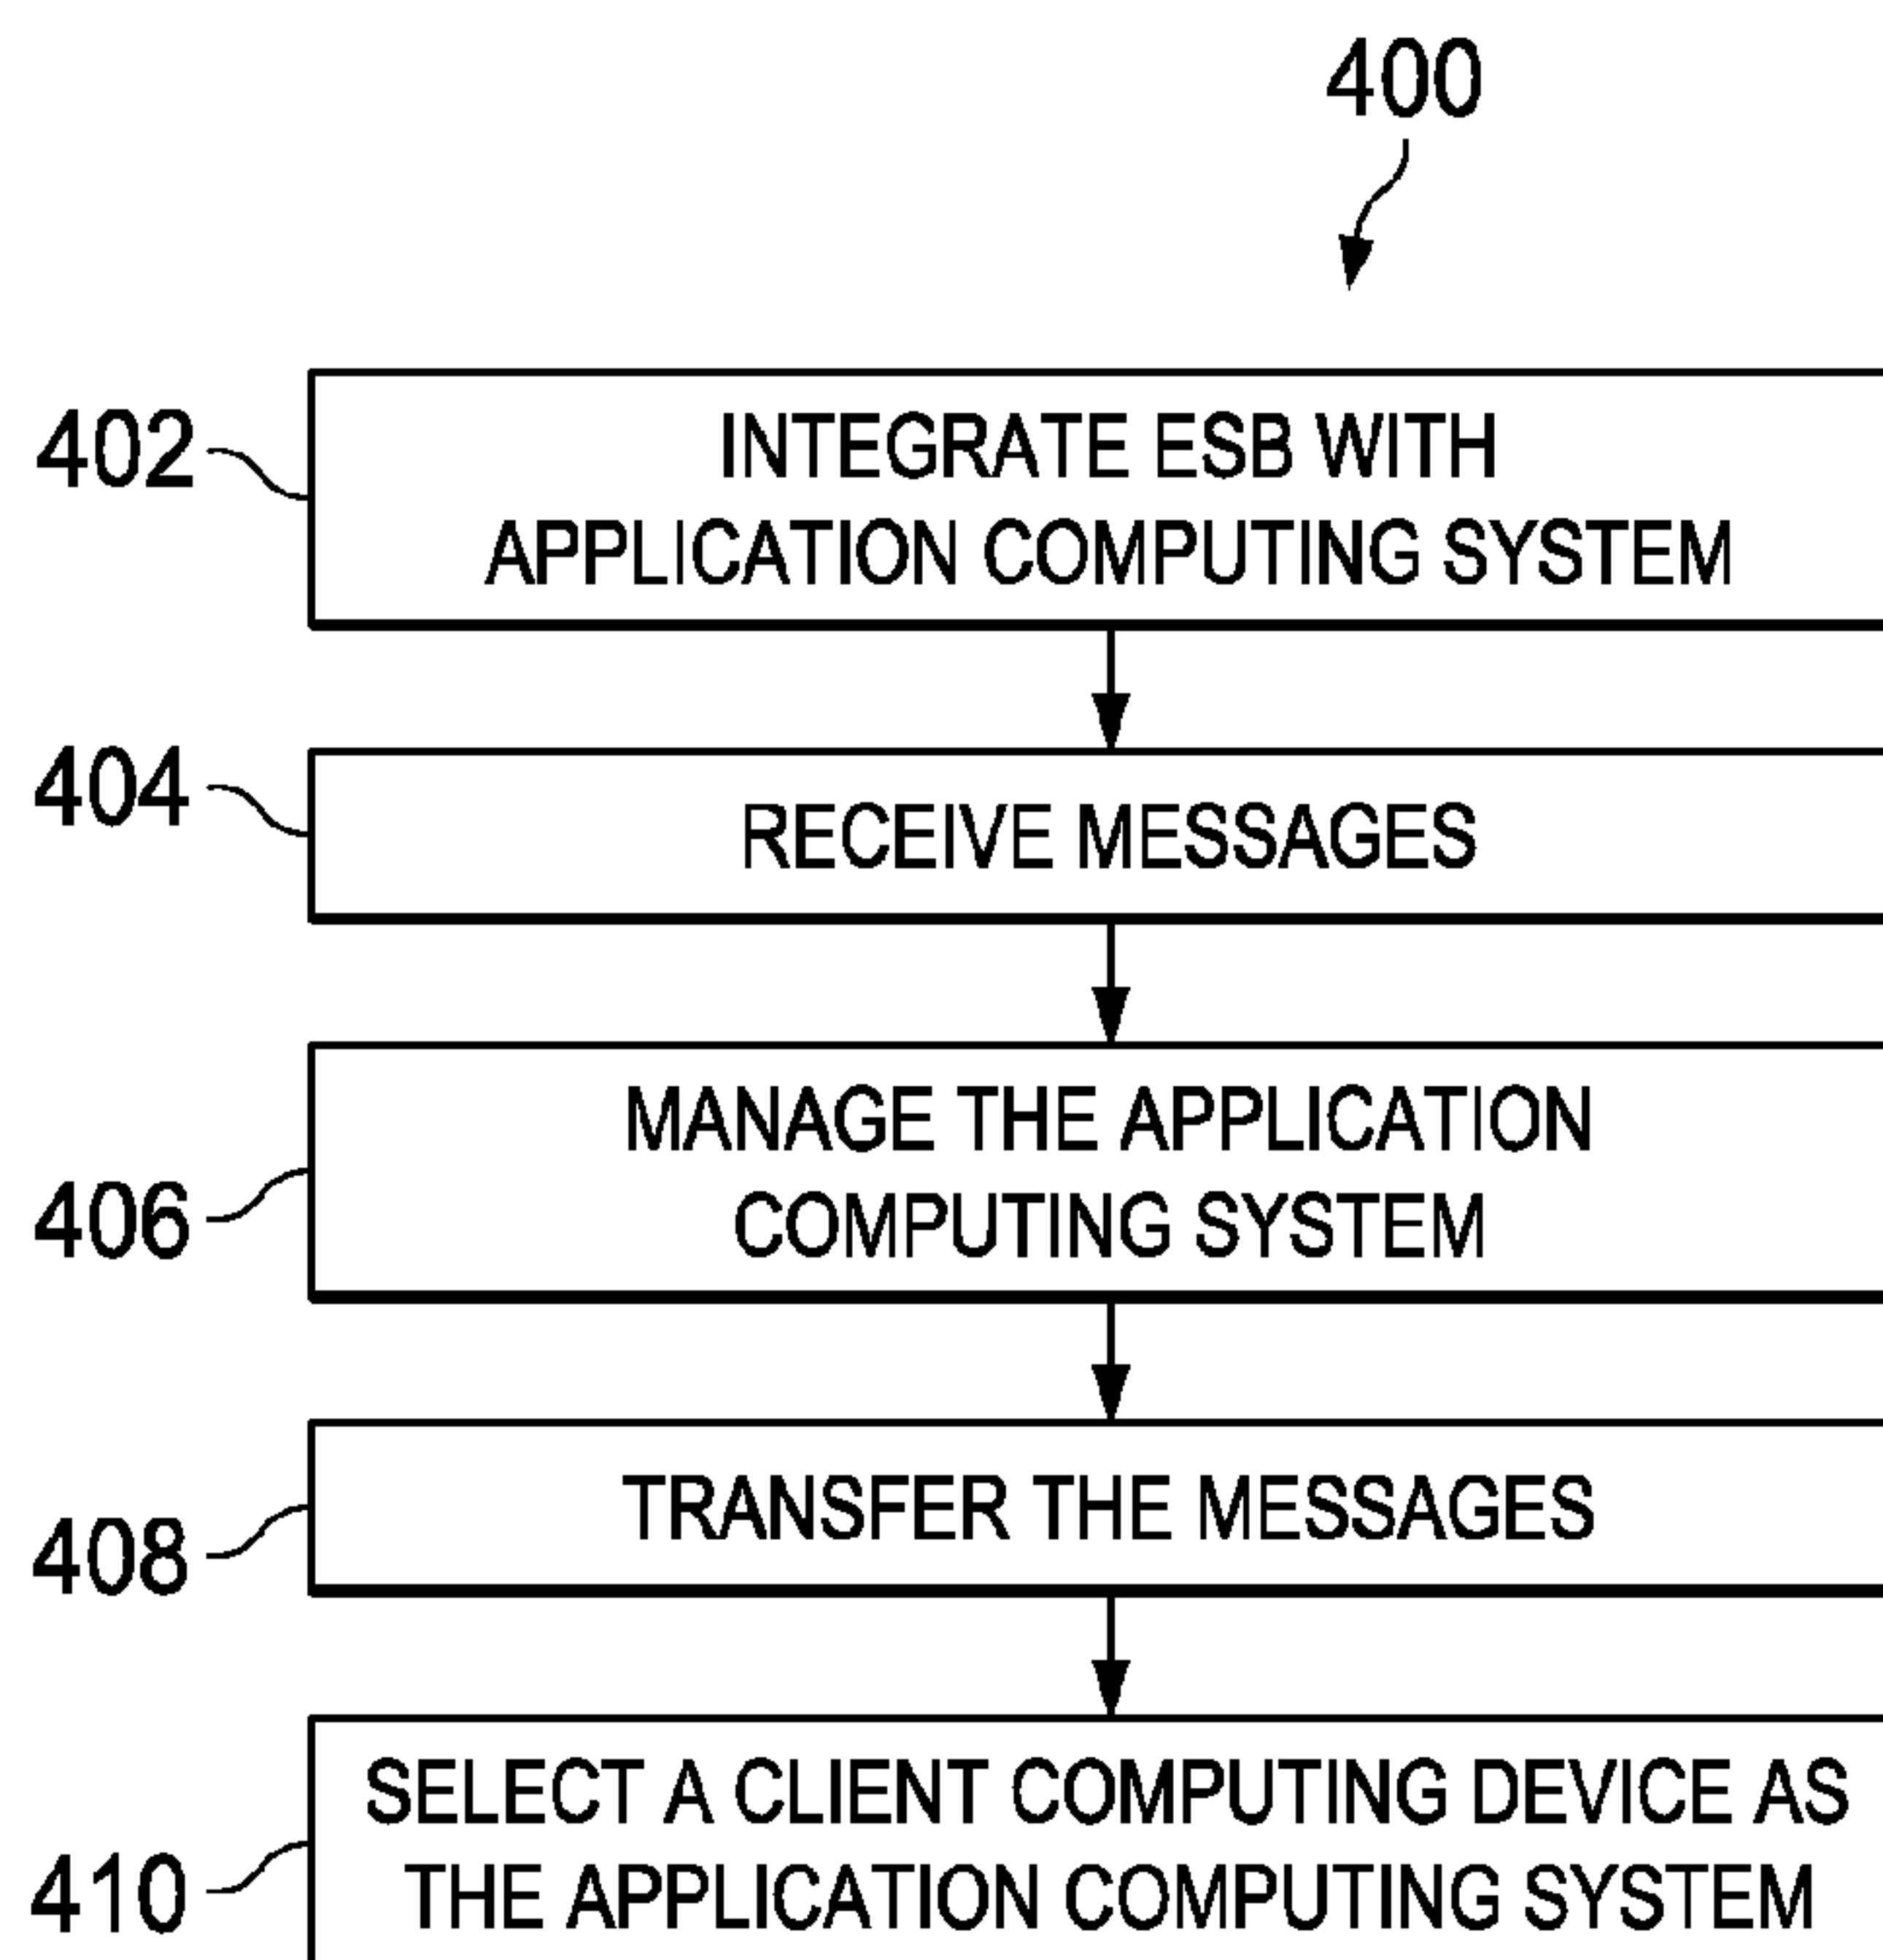 400
402
INTEGRATE ESB WITH
APPLICATION COMPUTING SYSTEM
404
RECEIVE MESSAGES
406
MANAGE THE APPLICATION
COMPUTING SYSTEM
408
TRANSFER THE MESSAGES
410
SELECT A CLIENT COMPUTING DEVICE AS
THE APPLICATION COMPUTING SYSTEM